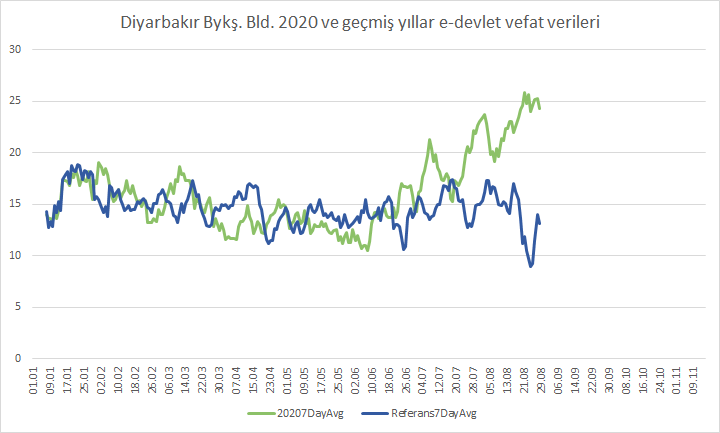 Diyarbakır Bykş. Bld. 2020 ve geçmiş yıllar e-devlet vefat verileri
30
25
20
15
10
5
0
01.01 09.01 17.01 25.01 02.02 10.02 18.02 26.02 05.03 13.03 21.03 29.03 07.04 15.04 23.04 01.05 09.05 17.05 25.05 02.06 10.06 18.06 26.06 04.07 12.07 20.07 28.07 05.08 13.08 21.08 29.08 06.09 14.09 22.09 30.09 08.10 16.10 24.10 01.11 09.11
20207DayAvg Referans7DayAvg